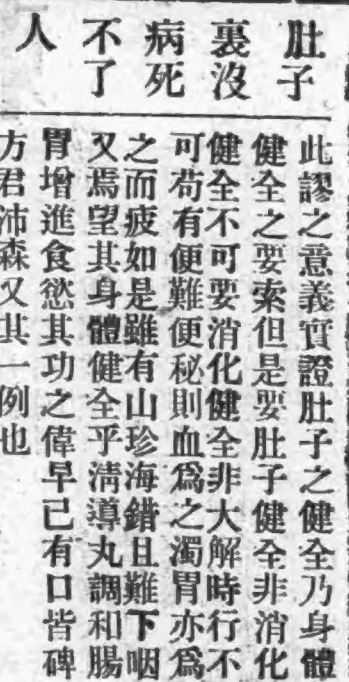 肚子
裏沒
病死
不了
人
此謬之意義實證肚子之健全乃身體
健全之要索但是要肚子健全非消化
健全不可要消化健全非大解時行不
可苟有便難便秘則血爲之濁胃亦爲
之而疲如是雖有山珍海錯且難下咽
又焉望其身體健全乎淸導丸調和腸
胃增進食慾其功之偉早已有口皆碑
方君沛森又其一例也